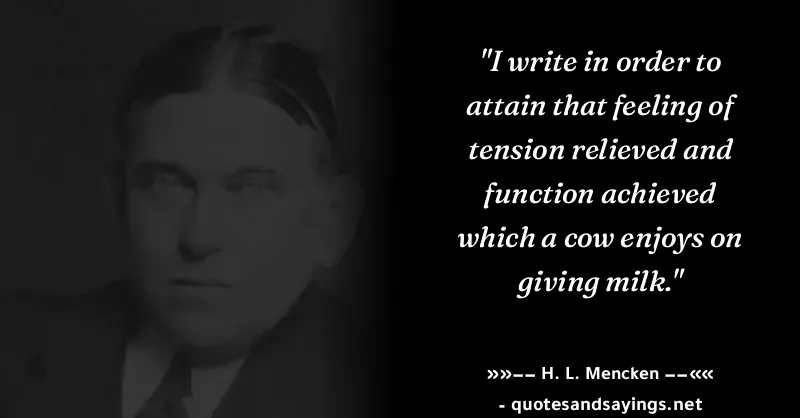 "I write in order to
attain that feeling of
tension relieved and
function achieved
which a cow enjoys on
giving milk."
»»−− H. L. Mencken −−««
- quotesandsayings.net